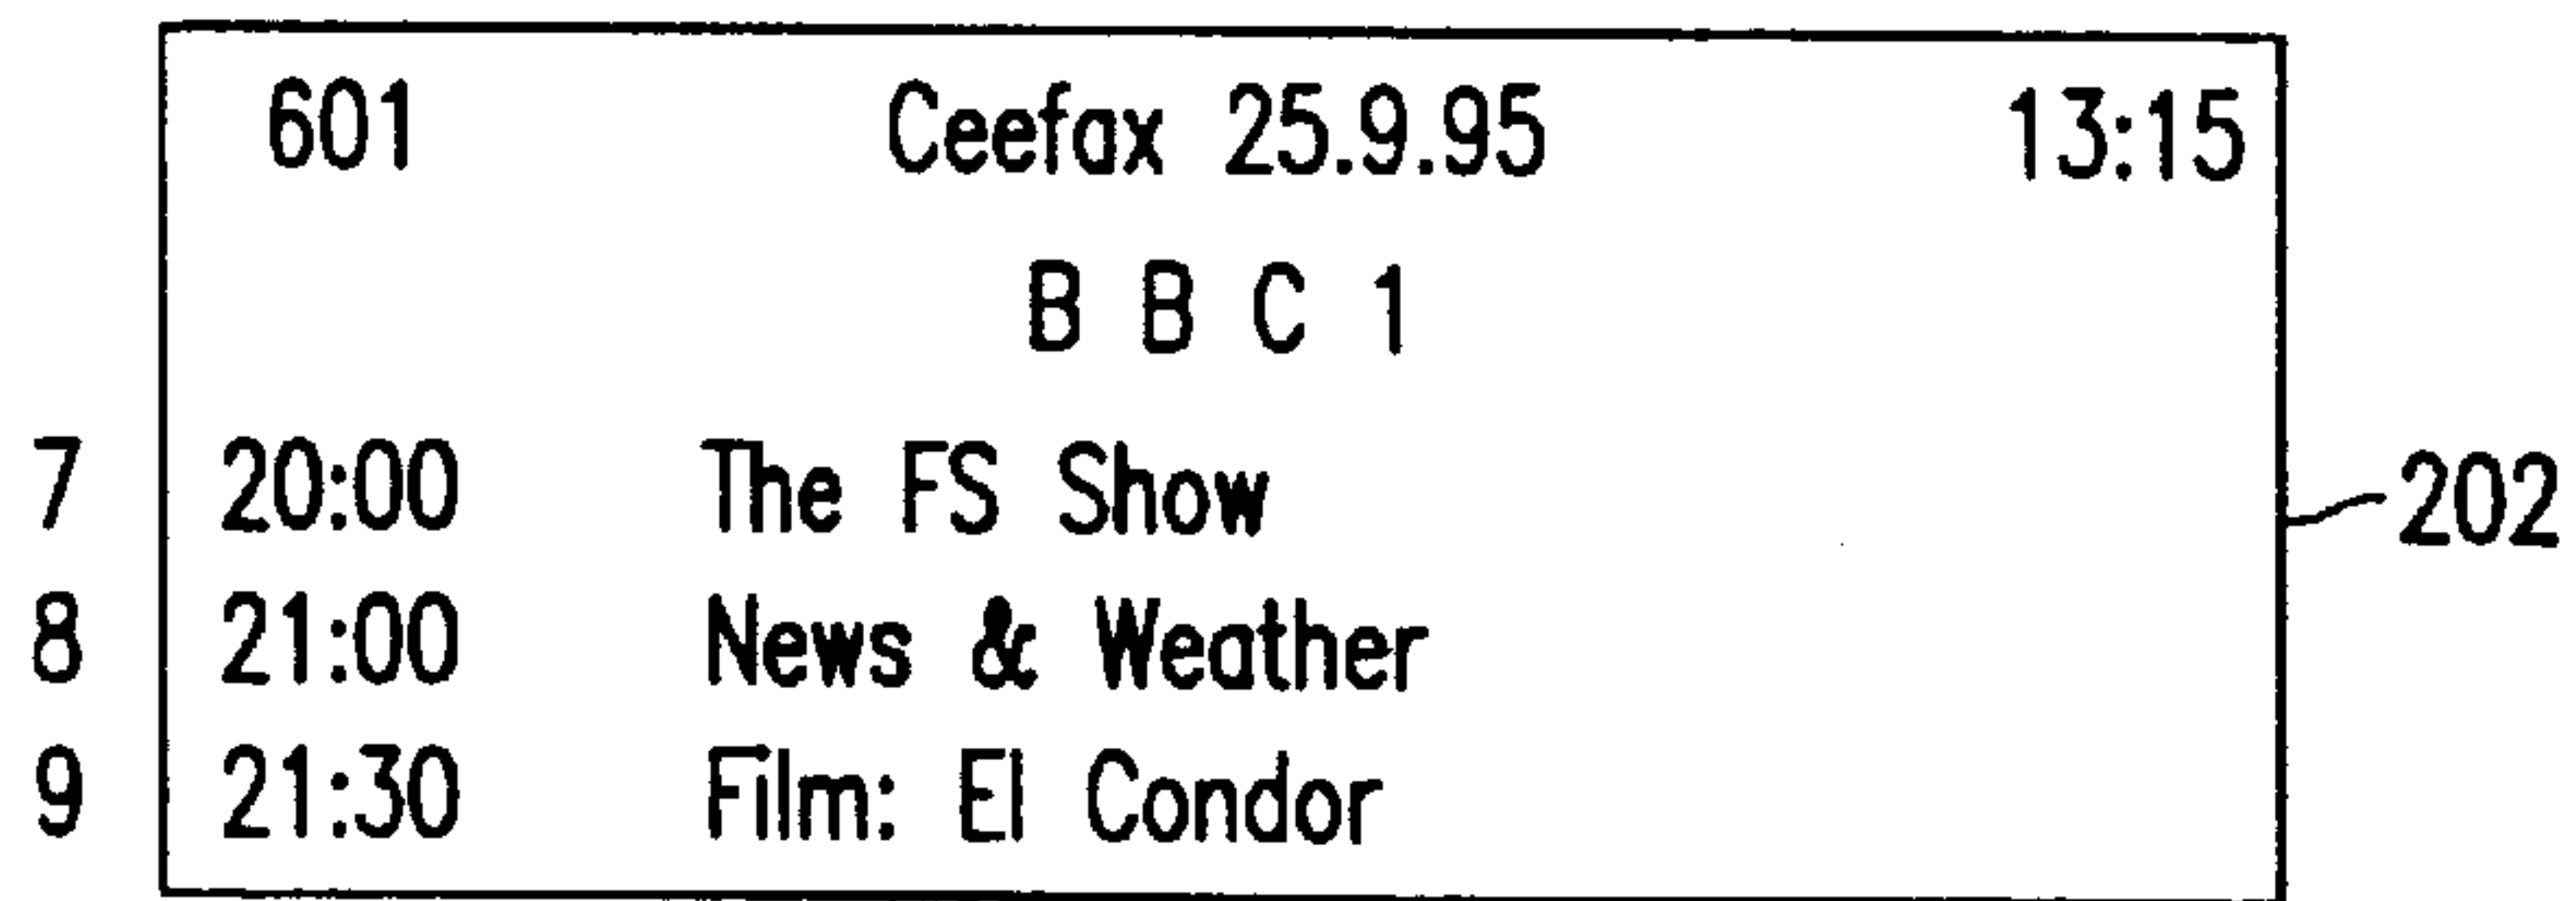 601 Ceefax 25.9.95 13:15
B B C 1
7 20:00 The FS Show 202
8 21:00 News & Weather
9 21:30 Film: El Condor